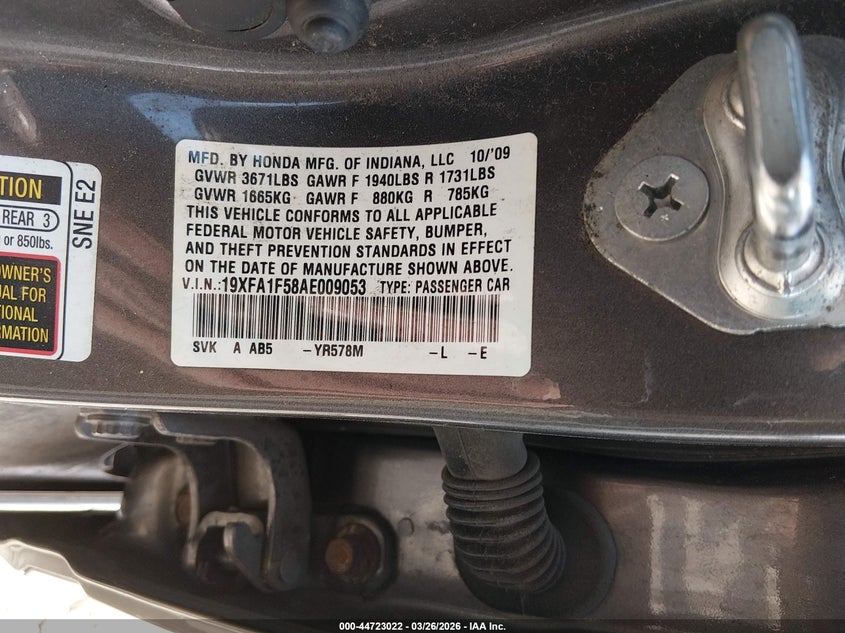 TION
REAR 3
or 850lbs.
SNE E2
OWNER'S
UAL FOR
TIONAL
ORMATION
MFD. BY HONDA MFG. OF INDIANA, LLC 10/'09
GVWR 3671LBS GAWR F 1940LBS R 1731LBS
GVWR 1665KG GAWR F 880KG R 785KG
THIS VEHICLE CONFORMS TO ALL APPLICABLE
FEDERAL MOTOR VEHICLE SAFETY, BUMPER,
AND THEFT PREVENTION STANDARDS IN EFFECT
ON THE DATE OF MANUFACTURE SHOWN ABOVE.
V.I.N.:19XFA1F58AE009053 TYPE: PASSENGER CAR
SVK A AB5 -YR578M -L -E
000-44723022 | 03/26/2026 | IAA Inc.